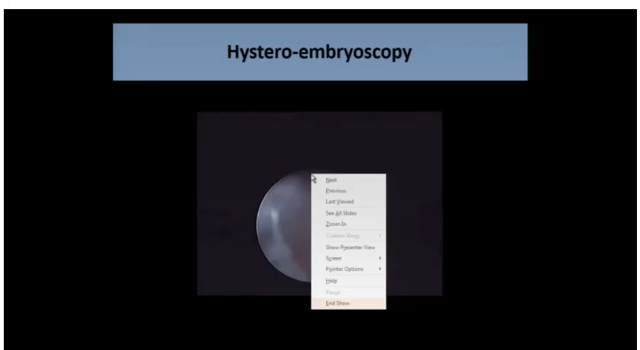 Hystero-embryoscopy
Next
Previous
Last Viewed
See All Slides
Zoom In
Custom Show
Show Presenter View
Screen
Pointer Options
Help
Pause
End Show